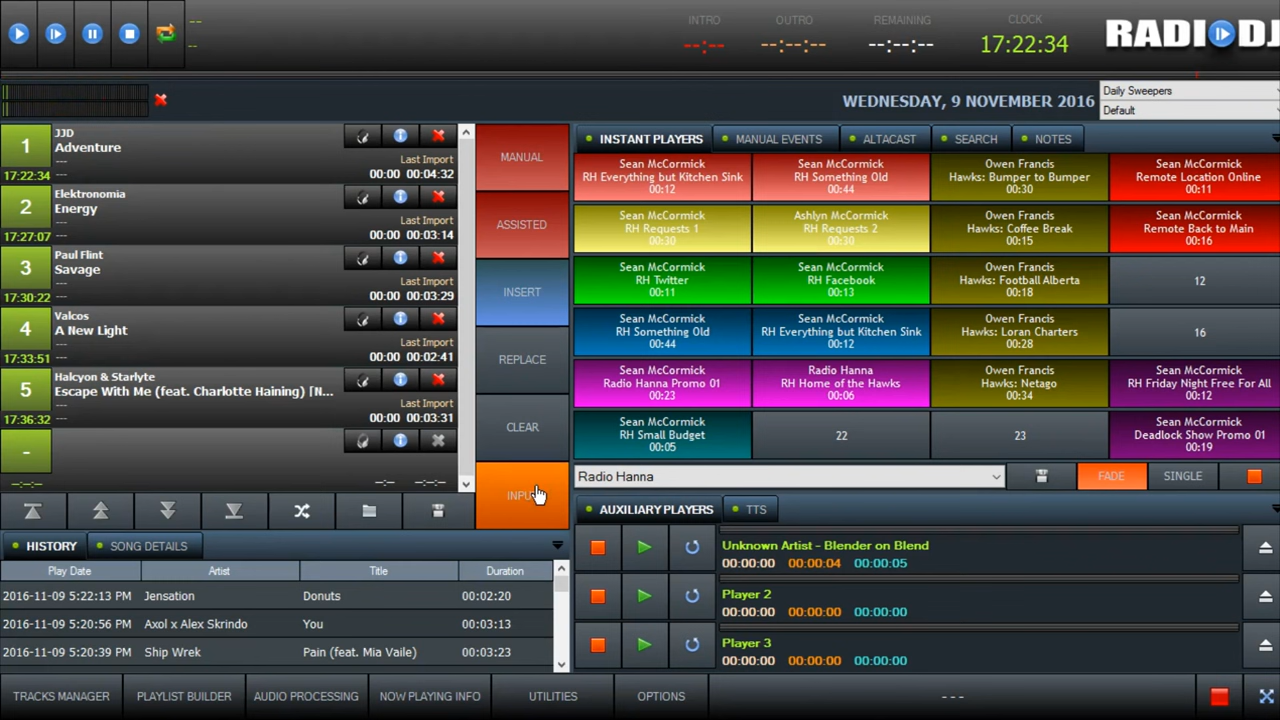 INTRO
--:--
OUTRO
--:--:--
REMAINING
--:--:--
CLOCK
17:22:34
RADIODJ
WEDNESDAY, 9 NOVEMBER 2016
Daily Sweepers
Default
1
17:22:34
JJD
Adventure
---
Last Import
00:00 00:04:32
2
17:27:07
Elektronomia
Energy
---
Last Import
00:00 00:03:14
3
17:30:22
Paul Flint
Savage
---
Last Import
00:00 00:03:29
4
17:33:51
Valcos
A New Light
---
Last Import
00:00 00:02:41
5
17:36:32
Halcyon & Starlyte
Escape With Me (feat. Charlotte Haining) [N...
---
Last Import
00:00 00:03:31
-
--:--:--
---
--:-- --:--:--
MANUAL
ASSISTED
INSERT
REPLACE
CLEAR
INPU
INSTANT PLAYERS
MANUAL EVENTS
ALTACAST
SEARCH
NOTES
Sean McCormick
RH Everything but Kitchen Sink
00:12
Sean McCormick
RH Something Old
00:44
Owen Francis
Hawks: Bumper to Bumper
00:30
Sean McCormick
Remote Location Online
00:11
Sean McCormick
RH Requests 1
00:30
Ashlyn McCormick
RH Requests 2
00:30
Owen Francis
Hawks: Coffee Break
00:15
Sean McCormick
Remote Back to Main
00:16
Sean McCormick
RH Twitter
00:11
Sean McCormick
RH Facebook
00:13
Owen Francis
Hawks: Football Alberta
00:18
12
Sean McCormick
RH Something Old
00:44
Sean McCormick
RH Everything but Kitchen Sink
00:12
Owen Francis
Hawks: Loran Charters
00:28
16
Sean McCormick
Radio Hanna Promo 01
00:23
Radio Hanna
RH Home of the Hawks
00:06
Owen Francis
Hawks: Netago
00:34
Sean McCormick
RH Friday Night Free For All
00:12
Sean McCormick
RH Small Budget
00:05
22
23
Sean McCormick
Deadlock Show Promo 01
00:19
Radio Hanna
FADE
SINGLE
AUXILIARY PLAYERS
TTS
Unknown Artist - Blender on Blend
00:00:00 00:00:04 00:00:05
Player 2
00:00:00 00:00:00 00:00:00
Player 3
00:00:00 00:00:00 00:00:00
HISTORY
SONG DETAILS
Play Date Artist Title Duration
2016-11-09 5:22:13 PM Jensation Donuts 00:02:20
2016-11-09 5:20:56 PM Axol x Alex Skrindo You 00:03:13
2016-11-09 5:20:39 PM Ship Wrek Pain (feat. Mia Vaile) 00:03:23
TRACKS MANAGER
PLAYLIST BUILDER
AUDIO PROCESSING
NOW PLAYING INFO
UTILITIES
OPTIONS
---